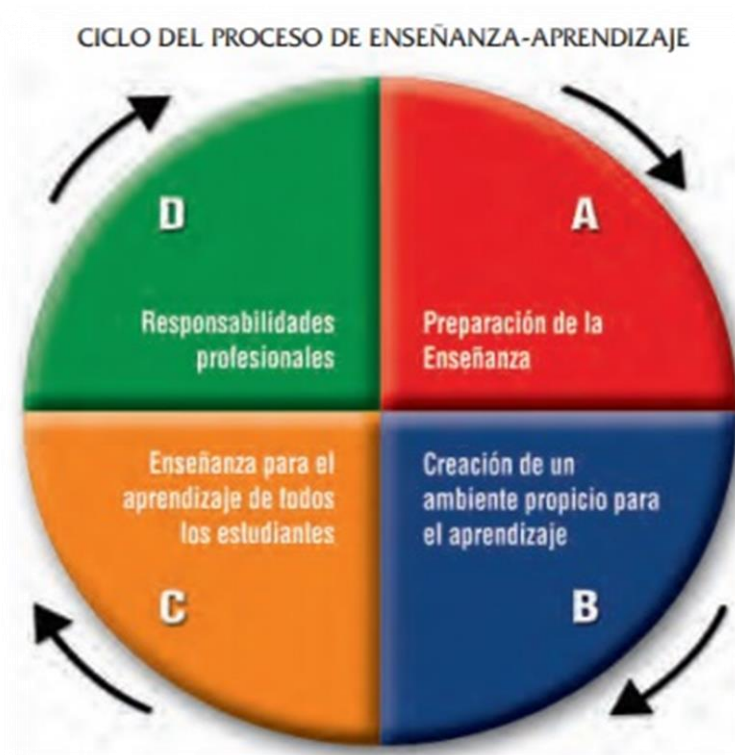 CICLO DEL PROCESO DE ENSEÑANZA-APRENDIZAJE
D
Responsabilidades
profesionales
A
Preparación de la
Enseñanza
Enseñanza para el
aprendizaje de todos
los estudiantes
C
Creación de un
ambiente propicio para
el aprendizaje
B